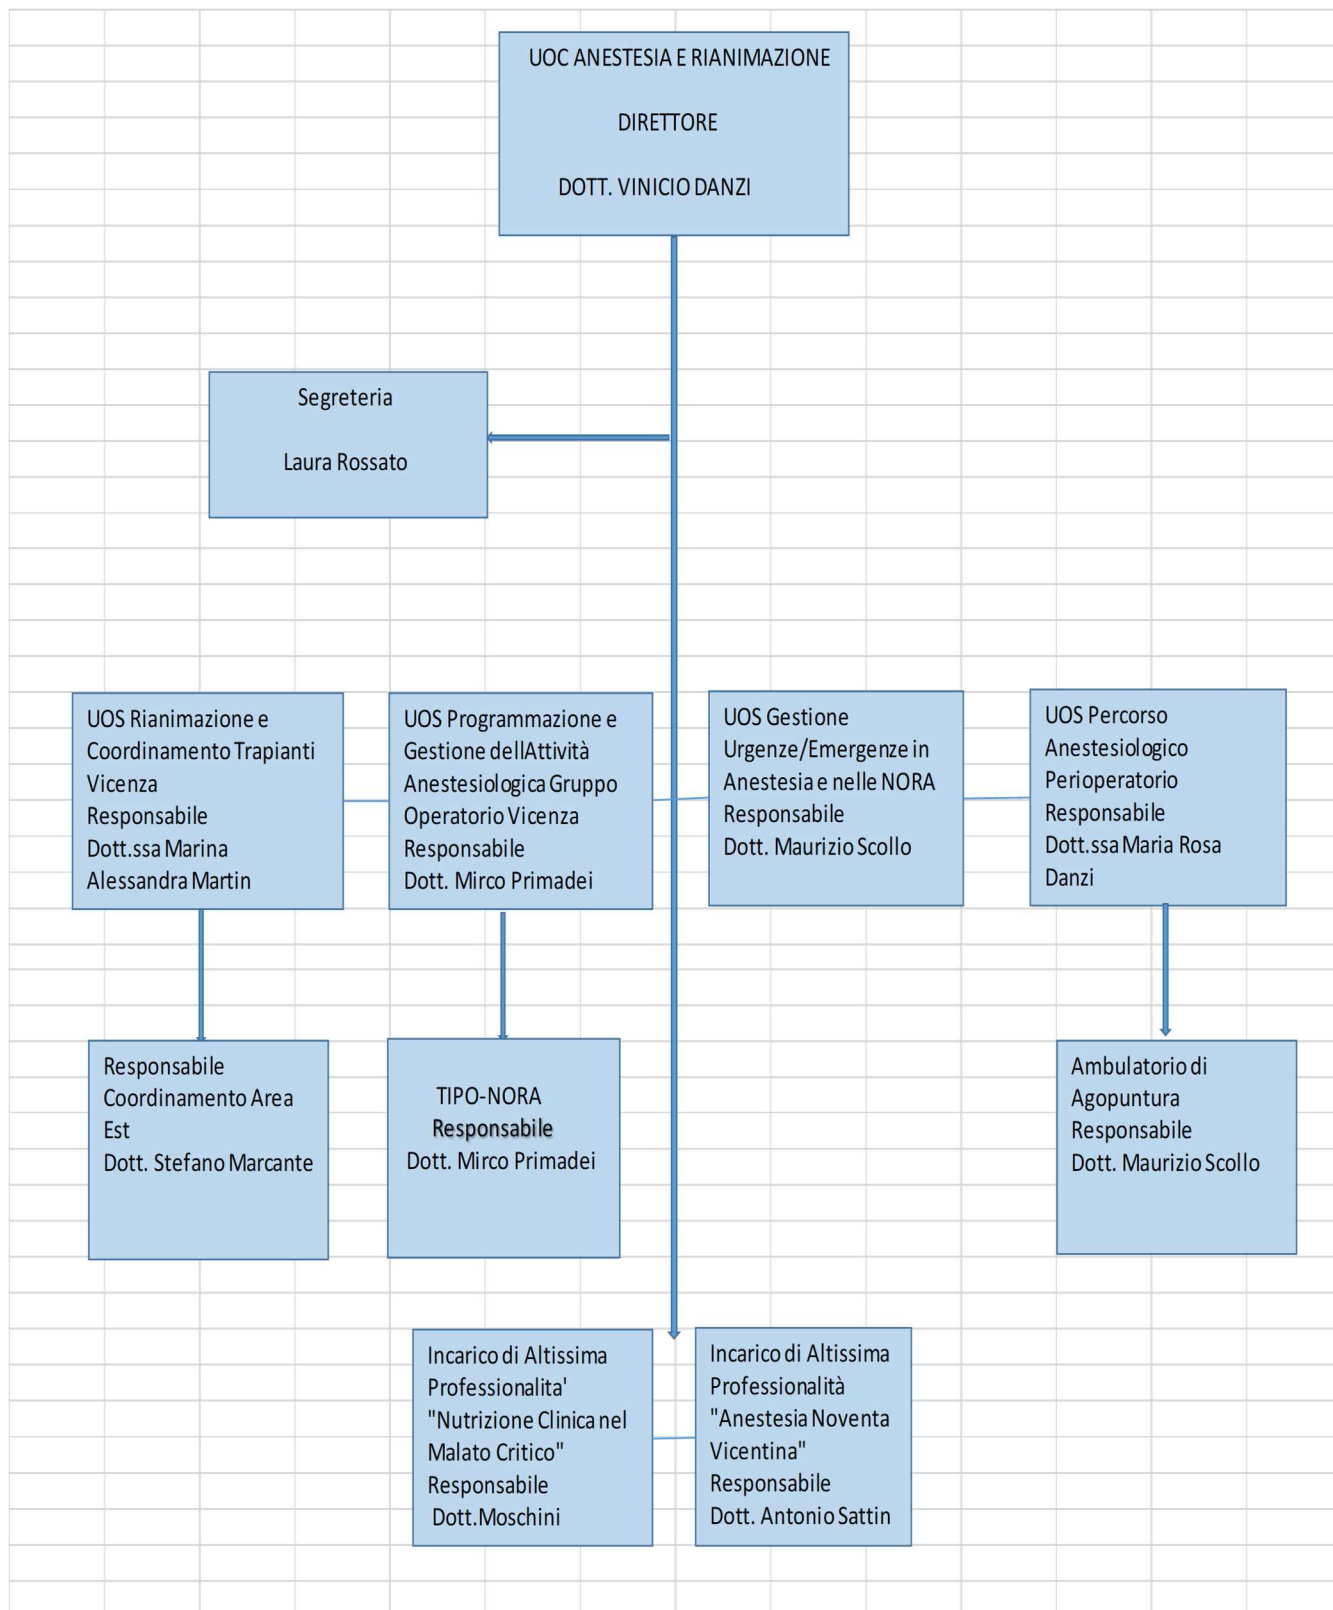 UOC ANESTESIA E RIANIMAZIONE
DIRETTORE
DOTT. VINICIO DANZI
Segreteria
Laura Rossato
UOS Rianimazione e
Coordinamento Trapianti
Vicenza
Responsabile
Dott.ssa Marina
Alessandra Martin
UOS Programmazione e
Gestione dellAttività
Anestesiologica Gruppo
Operatorio Vicenza
Responsabile
Dott. Mirco Primadei
UOS Gestione
Urgenze/Emergenze in
Anestesia e nelle NORA
Responsabile
Dott. Maurizio Scollo
UOS Percorso
Anestesiologico
Perioperatorio
Responsabile
Dott.ssa Maria Rosa
Danzi
Responsabile
Coordinamento Area
Est
Dott. Stefano Marcante
TIPO-NORA
Responsabile
Dott. Mirco Primadei
Ambulatorio di
Agopuntura
Responsabile
Dott. Maurizio Scollo
Incarico di Altissima
Professionalita'
"Nutrizione Clinica nel
Malato Critico"
Responsabile
Dott.Moschini
Incarico di Altissima
Professionalità
"Anestesia Noventa
Vicentina"
Responsabile
Dott. Antonio Sattin